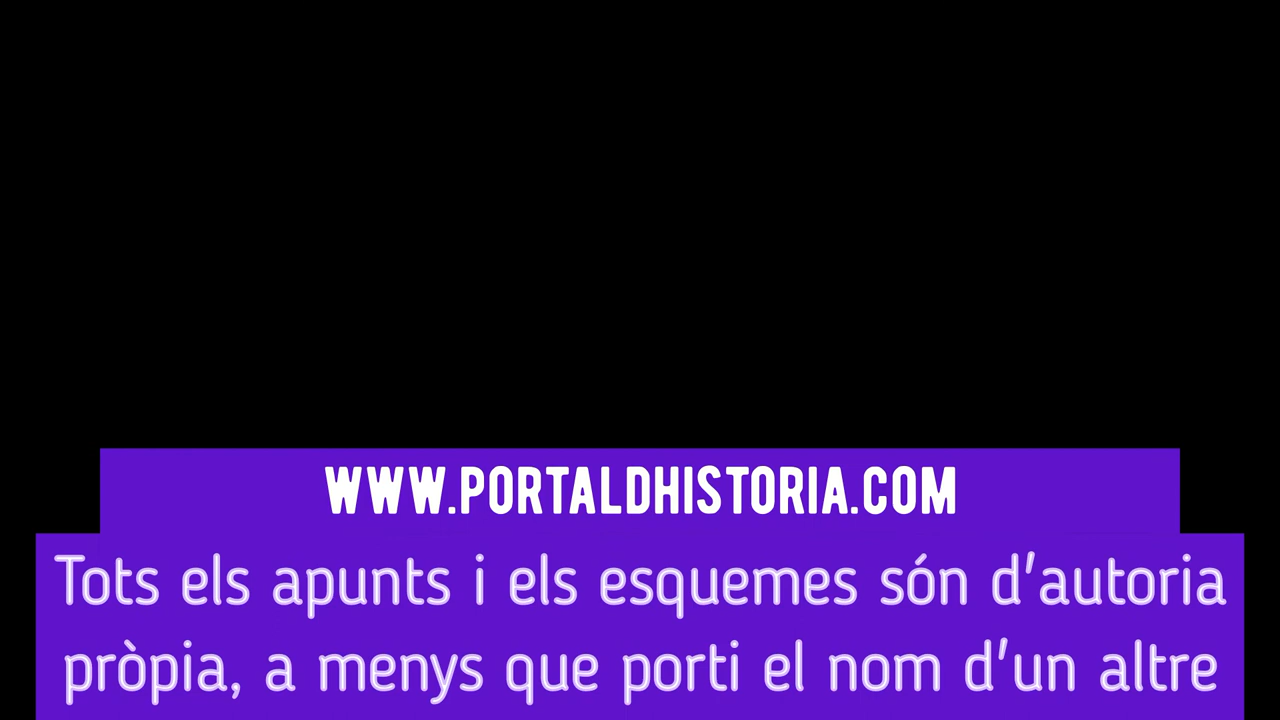 WWW.PORTALDHISTORIA.COM
Tots els apunts i els esquemes són d'autoria
pròpia, a menys que porti el nom d'un altre